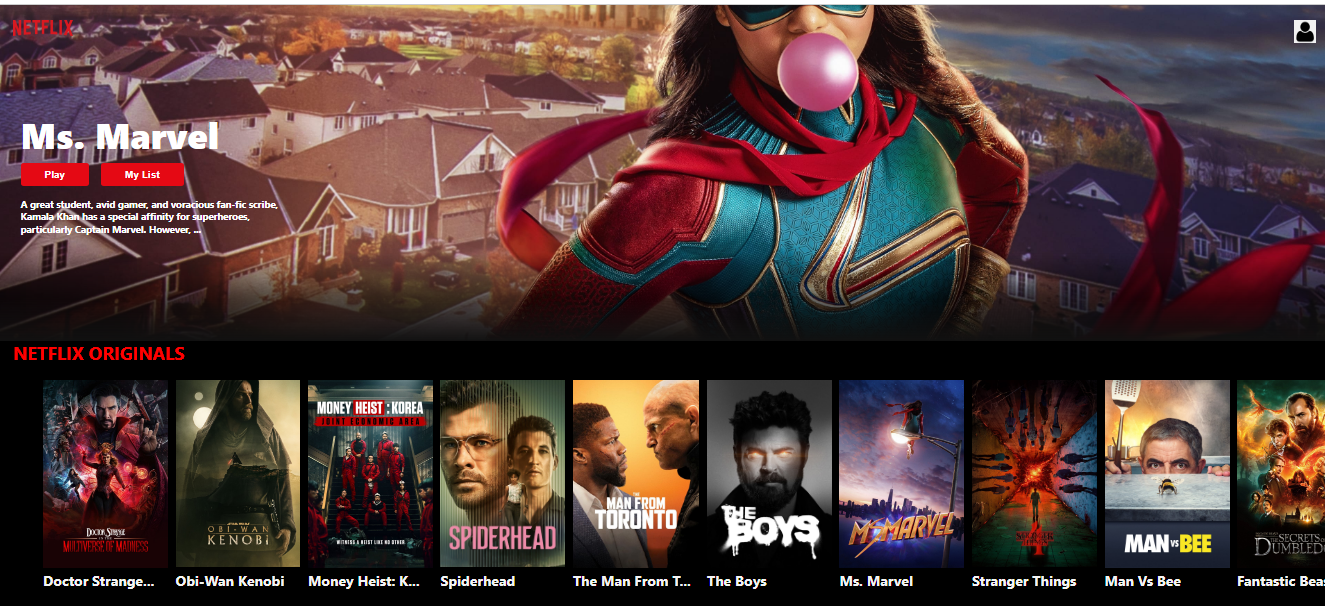 NETFLIX
Ms. Marvel
Play
My List
A great student, avid gamer, and voracious fan-fic scribe,
Kamala Khan has a special affinity for superheroes,
particularly Captain Marvel. However, ...
NETFLIX ORIGINALS
DOCTOR STRANGE
MULTIVERSE OF MADNESS
STAR WARS
OBI-WAN
KENOBI
MONEY HEIST : KOREA
JOINT ECONOMIC AREA
WITNESS A HEIST LIKE NO OTHER
SPIDERHEAD
THE
MAN FROM
TORONTO
THE
BOYS
MS MARVEL
STRANGER
THINGS
4
MAN VS BEE
THE SECRETS OF
DUMBLEDO
Doctor Strange...
Obi-Wan Kenobi
Money Heist: K...
Spiderhead
The Man From T...
The Boys
Ms. Marvel
Stranger Things
Man Vs Bee
Fantastic Beas